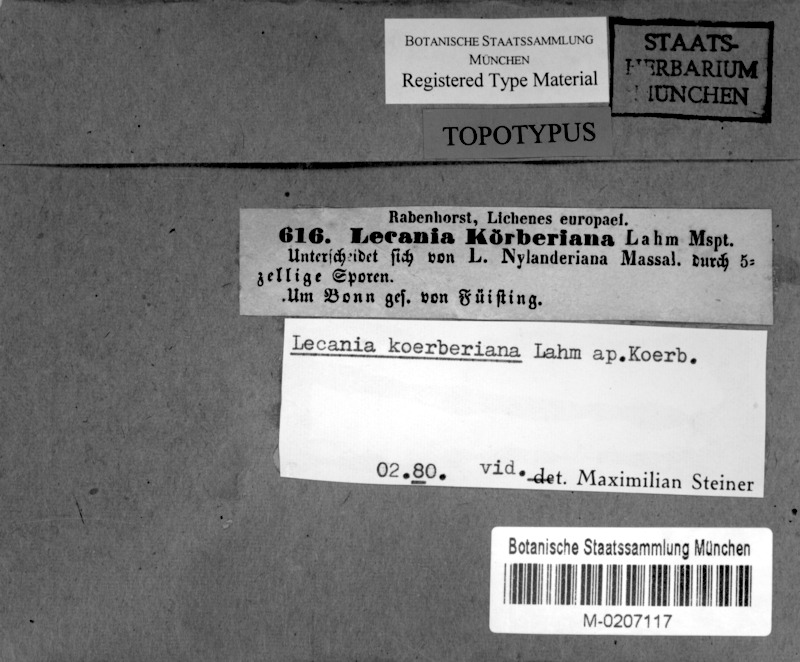 BOTANISCHE STAATSSAMMLUNG
MÜNCHEN
Registered Type Material
STAATS-
HERBARIUM
MÜNCHEN
TOPOTYPUS
Rabenhorst, Lichenes europaei.
616. Lecania Körberiana Lahm Mspt.
Unterscheidet sich von L. Nylanderiana Massal. durch 5=
zellige Sporen.
Um Bonn ges. von Füisting.
Lecania koerberiana Lahm ap.Koerb.
02.80. vid. det. Maximilian Steiner
Botanische Staatssammlung München
M-0207117